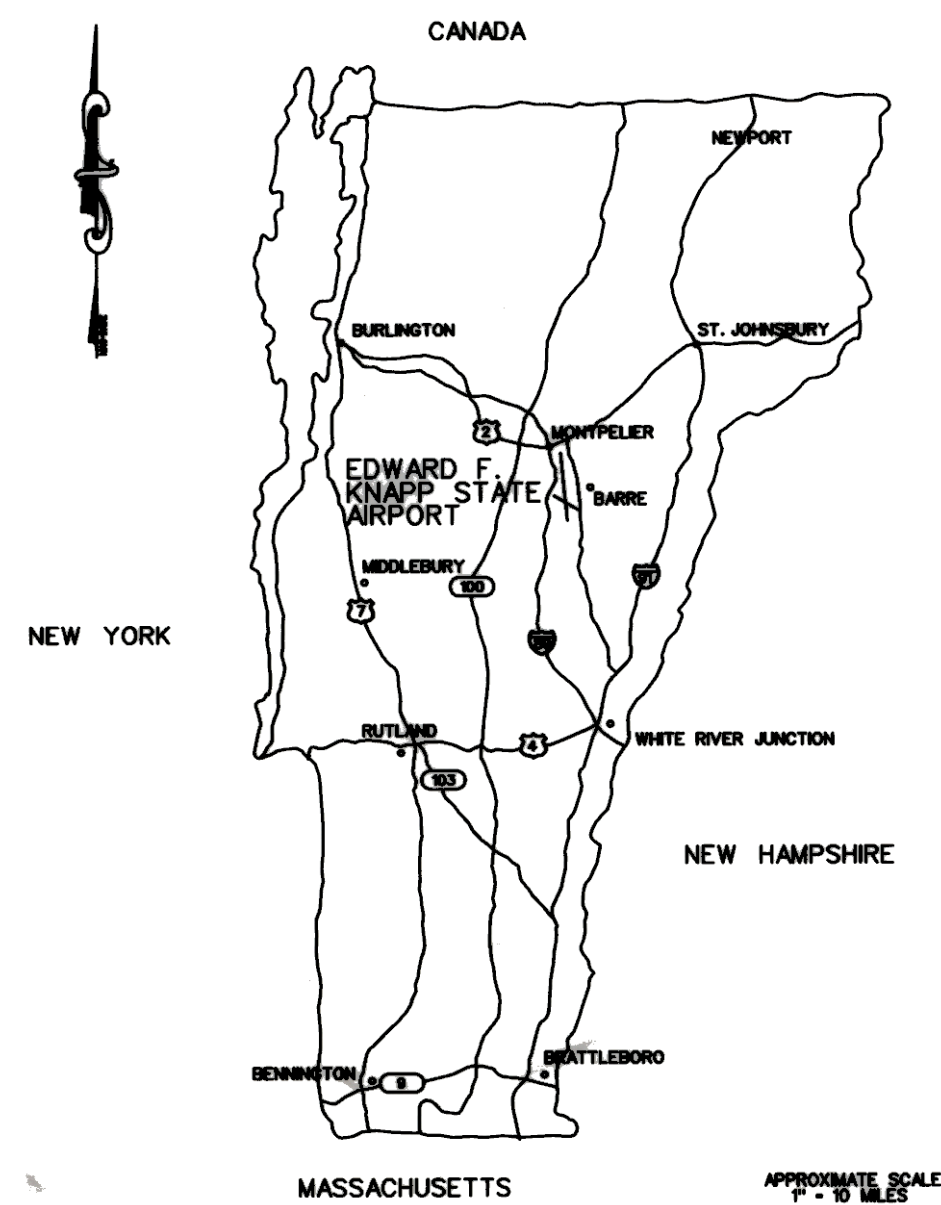 CANADA
NEWPORT
BURLINGTON
ST. JOHNSBURY
2
MONTPELIER
EDWARD F.
KNAPP STATE
AIRPORT
BARRE
MIDDLEBURY
100
91
7
NEW YORK
RUTLAND
4
WHITE RIVER JUNCTION
103
NEW HAMPSHIRE
BRATTLEBORO
BENNINGTON
9
MASSACHUSETTS
APPROXIMATE SCALE
1" - 10 MILES